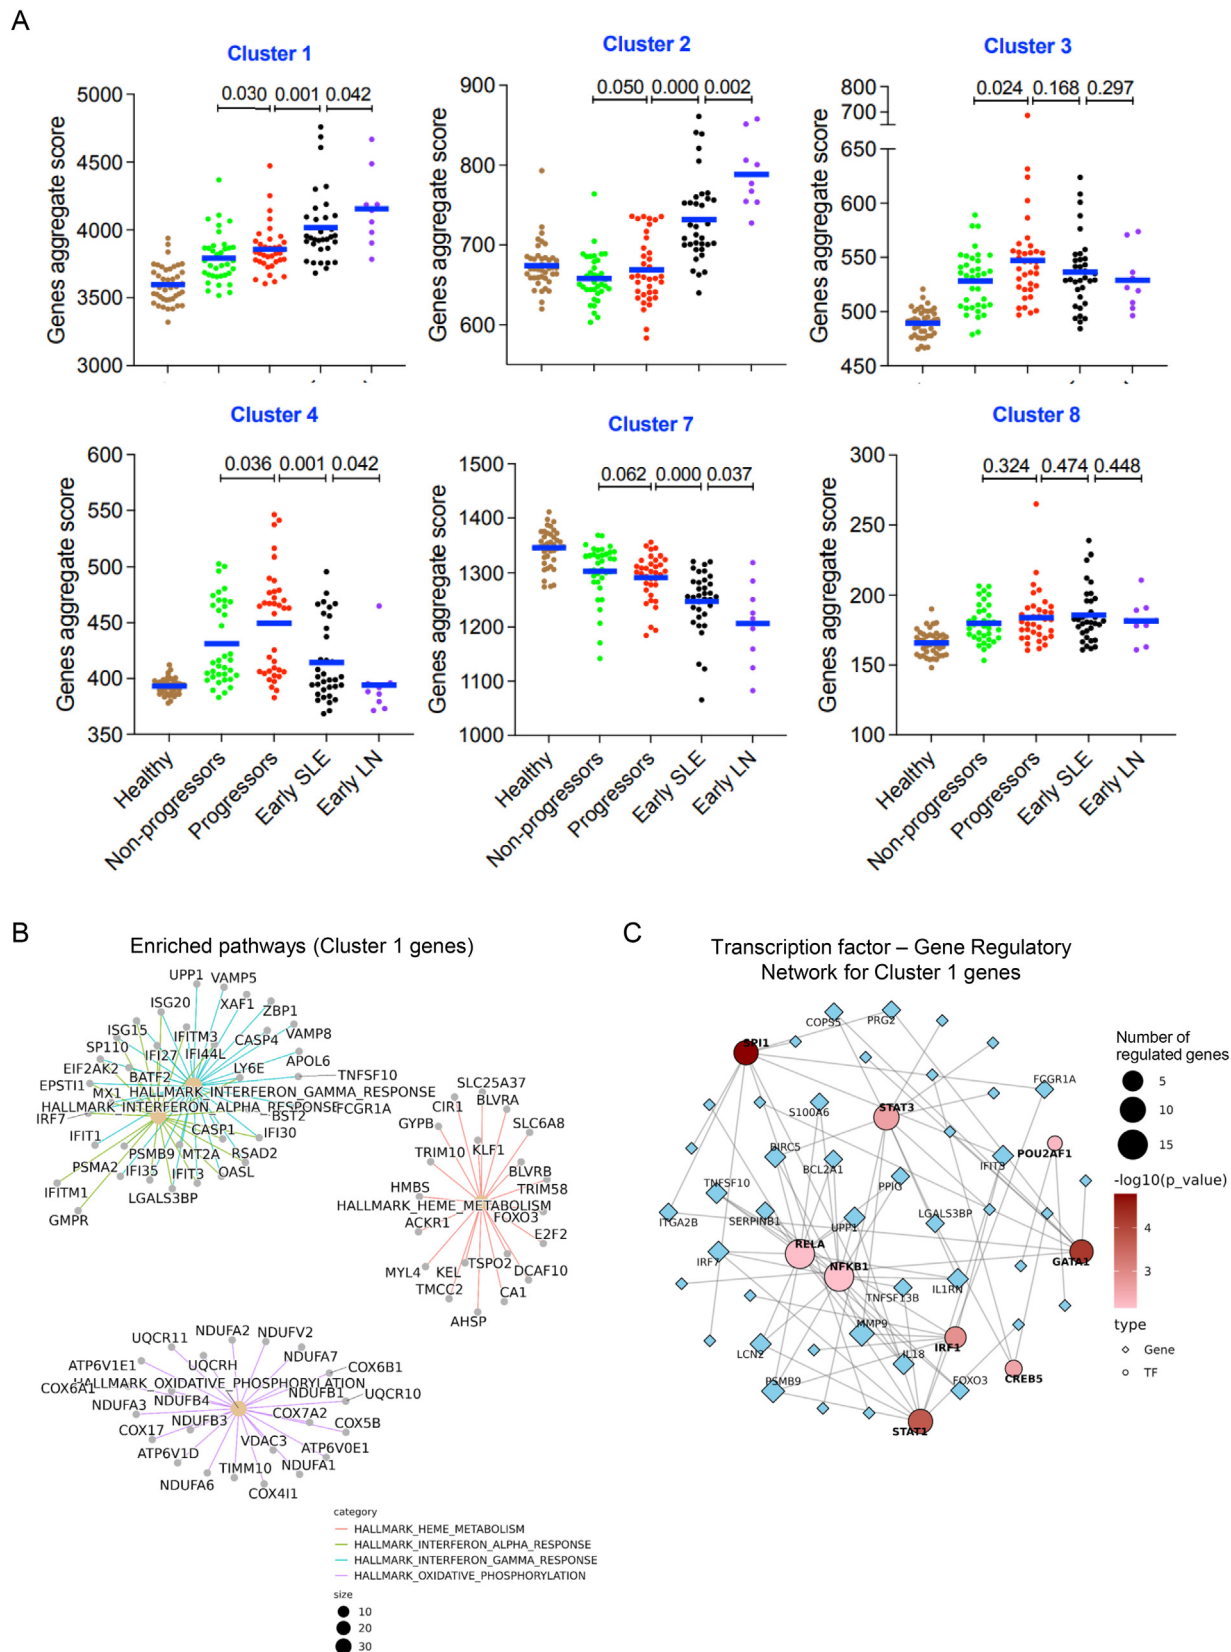 A
Cluster 1
Genes aggregate score
5000
4500
4000
3500
3000
0.030 0.001 0.042
Cluster 2
Genes aggregate score
900
800
700
600
0.050 0.000 0.002
Cluster 3
Genes aggregate score
800
700
650
600
550
500
450
0.024 0.168 0.297
Cluster 4
Genes aggregate score
600
550
500
450
400
350
0.036 0.001 0.042
Healthy
Non-progressors
Progressors
Early SLE
Early LN
Cluster 7
Genes aggregate score
1500
1400
1300
1200
1100
1000
0.062 0.000 0.037
Healthy
Non-progressors
Progressors
Early SLE
Early LN
Cluster 8
Genes aggregate score
300
250
200
150
100
0.324 0.474 0.448
Healthy
Non-progressors
Progressors
Early SLE
Early LN
B
Enriched pathways (Cluster 1 genes)
UPP1
VAMP5
ISG20
XAF1
ZBP1
ISG15
IFITM3
CASP4
VAMP8
SP110
IFI27
IFI44L
APOL6
EIF2AK2
BATF2
LY6E
TNFSF10
EPSTI1
MX1
HALLMARK_INTERFERON_GAMMA_RESPONSE
HALLMARK_INTERFERON_ALPHA_RESPONSE
FCGR1A
IRF7
BST2
IFIT1
CASP1
IFI30
PSMA2
PSMB9
MT2A
RSAD2
IFI35
IFIT3
OASL
IFITM1
LGALS3BP
GMPR
SLC25A37
CIR1
BLVRA
GYPB
SLC6A8
TRIM10
KLF1
BLVRB
HMBS
TRIM58
HALLMARK_HEME_METABOLISM
ACKR1
FOXO3
E2F2
TSPO2
MYL4
KEL
DCAF10
TMCC2
CA1
AHSP
UQCR11
NDUFA2
NDUFV2
ATP6V1E1
UQCRH
NDUFA7
COX6B1
HALLMARK_OXIDATIVE_PHOSPHORYLATION
COX6A1
NDUFB4
NDUFB1
UQCR10
NDUFA3
NDUFB3
COX7A2
COX5B
COX17
VDAC3
ATP6V0E1
ATP6V1D
TIMM10
NDUFA1
NDUFA6
COX4I1
category
HALLMARK_HEME_METABOLISM
HALLMARK_INTERFERON_ALPHA_RESPONSE
HALLMARK_INTERFERON_GAMMA_RESPONSE
HALLMARK_OXIDATIVE_PHOSPHORYLATION
size
10
20
30
C
Transcription factor – Gene Regulatory
Network for Cluster 1 genes
COPS5
PRG2
SPI1
FCGR1A
S100A6
STAT3
POU2AF1
BIRC5
BCL2A1
IFIT3
TNFSF10
PPIG
ITGA2B
SERPINB1
UPP1
LGALS3BP
RELA
IRF7
NFKB1
GATA1
TNFSF13B
IL1RN
MMP9
LCN2
IL18
IRF1
PSMB9
FOXO3
CREB5
STAT1
Number of
regulated genes
5
10
15
-log10(p_value)
4
3
type
Gene
TF